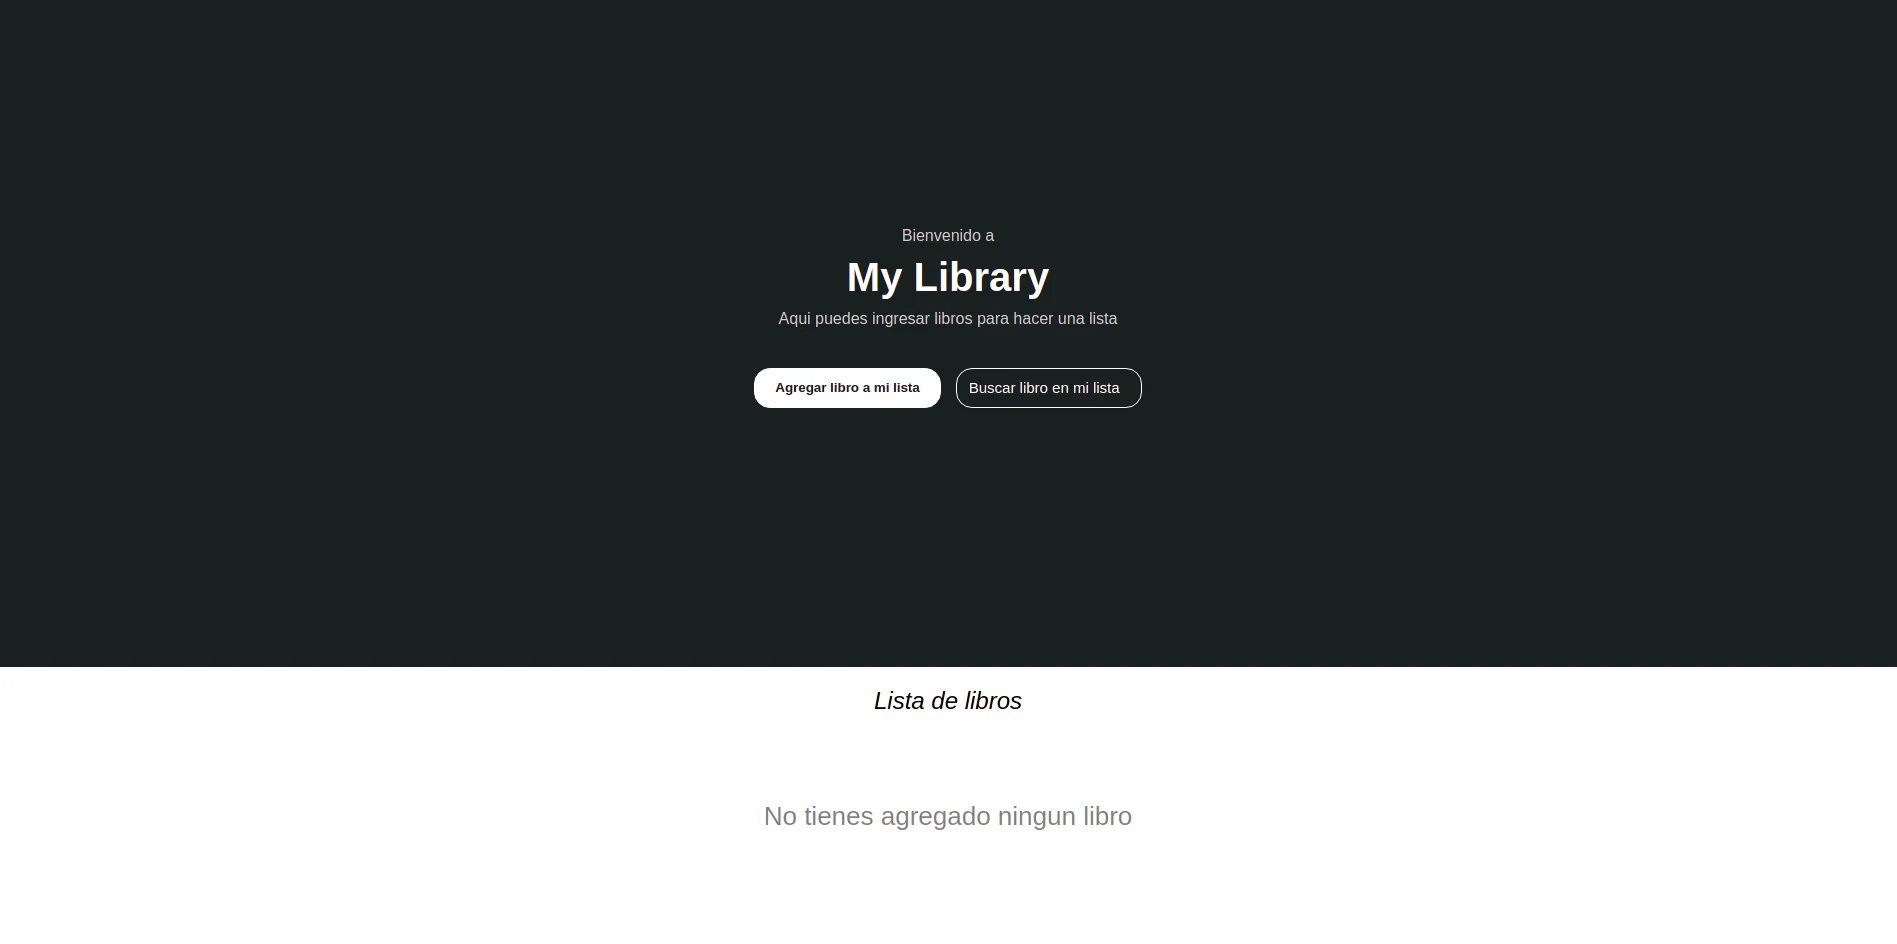 Bienvenido a
My Library
Aqui puedes ingresar libros para hacer una lista
Agregar libro a mi lista
Buscar libro en mi lista
Lista de libros
No tienes agregado ningun libro